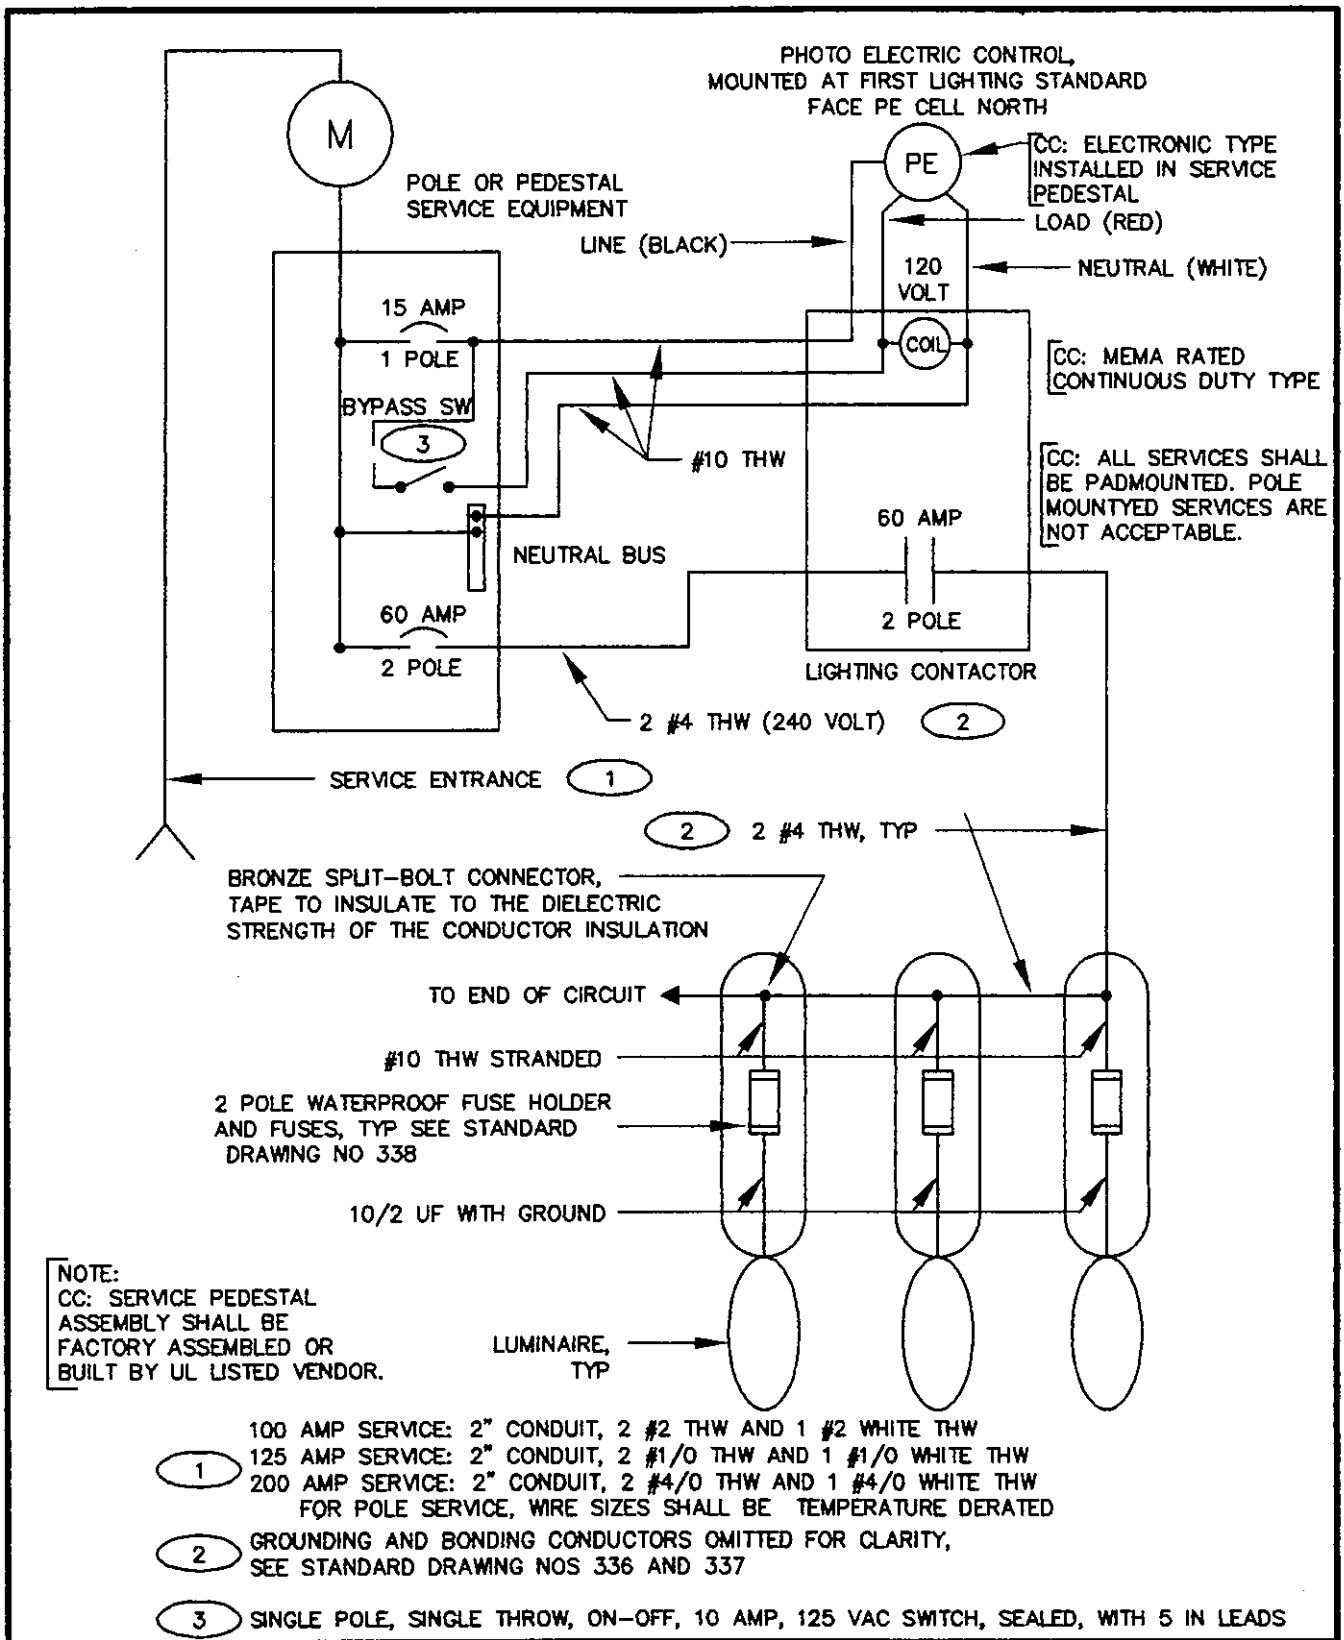 PHOTO ELECTRIC CONTROL,
MOUNTED AT FIRST LIGHTING STANDARD
FACE PE CELL NORTH
M
PE
CC: ELECTRONIC TYPE
INSTALLED IN SERVICE
PEDESTAL
POLE OR PEDESTAL
SERVICE EQUIPMENT
LOAD (RED)
LINE (BLACK)
120
VOLT
NEUTRAL (WHITE)
15 AMP
1 POLE
COIL
CC: MEMA RATED
CONTINUOUS DUTY TYPE
BYPASS SW
3
#10 THW
CC: ALL SERVICES SHALL
BE PADMOUNTED. POLE
MOUNTYED SERVICES ARE
NOT ACCEPTABLE.
60 AMP
2 POLE
NEUTRAL BUS
60 AMP
2 POLE
LIGHTING CONTACTOR
2 #4 THW (240 VOLT)
2
SERVICE ENTRANCE
1
2
2 #4 THW, TYP
BRONZE SPLIT-BOLT CONNECTOR,
TAPE TO INSULATE TO THE DIELECTRIC
STRENGTH OF THE CONDUCTOR INSULATION
TO END OF CIRCUIT
#10 THW STRANDED
2 POLE WATERPROOF FUSE HOLDER
AND FUSES, TYP SEE STANDARD
DRAWING NO 338
10/2 UF WITH GROUND
NOTE:
CC: SERVICE PEDESTAL
ASSEMBLY SHALL BE
FACTORY ASSEMBLED OR
BUILT BY UL LISTED VENDOR.
LUMINAIRE,
TYP
1
100 AMP SERVICE: 2" CONDUIT, 2 #2 THW AND 1 #2 WHITE THW
125 AMP SERVICE: 2" CONDUIT, 2 #1/0 THW AND 1 #1/0 WHITE THW
200 AMP SERVICE: 2" CONDUIT, 2 #4/0 THW AND 1 #4/0 WHITE THW
FOR POLE SERVICE, WIRE SIZES SHALL BE TEMPERATURE DERATED
2
GROUNDING AND BONDING CONDUCTORS OMITTED FOR CLARITY,
SEE STANDARD DRAWING NOS 336 AND 337
3
SINGLE POLE, SINGLE THROW, ON-OFF, 10 AMP, 125 VAC SWITCH, SEALED, WITH 5 IN LEADS